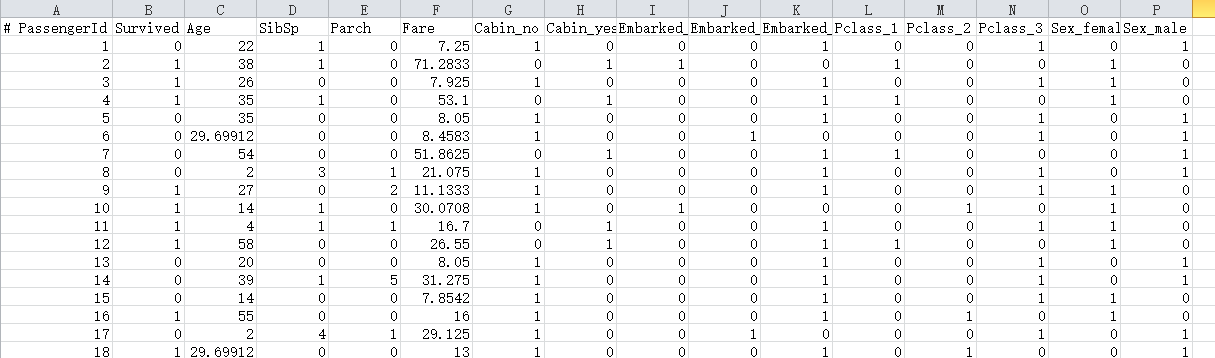 A B C D E F G H I J K L M N O P
# PassengerId Survived Age SibSp Parch Fare Cabin_no Cabin_yes Embarked_ Embarked_ Embarked_ Pclass_1 Pclass_2 Pclass_3 Sex_femal Sex_male
1 0 22 1 0 7.25 1 0 0 0 1 0 0 1 0 1
2 1 38 1 0 71.2833 0 1 1 0 0 1 0 0 1 0
3 1 26 0 0 7.925 1 0 0 0 1 0 0 1 1 0
4 1 35 1 0 53.1 0 1 0 0 1 1 0 0 1 0
5 0 35 0 0 8.05 1 0 0 0 1 0 0 1 0 1
6 0 29.69912 0 0 8.4583 1 0 0 1 0 0 0 1 0 1
7 0 54 0 0 51.8625 0 1 0 0 1 1 0 0 0 1
8 0 2 3 1 21.075 1 0 0 0 1 0 0 1 0 1
9 1 27 0 2 11.1333 1 0 0 0 1 0 0 1 1 0
10 1 14 1 0 30.0708 1 0 1 0 0 0 1 0 1 0
11 1 4 1 1 16.7 0 1 0 0 1 0 0 1 1 0
12 1 58 0 0 26.55 0 1 0 0 1 1 0 0 1 0
13 0 20 0 0 8.05 1 0 0 0 1 0 0 1 0 1
14 0 39 1 5 31.275 1 0 0 0 1 0 0 1 0 1
15 0 14 0 0 7.8542 1 0 0 0 1 0 0 1 1 0
16 1 55 0 0 16 1 0 0 0 1 0 1 0 1 0
17 0 2 4 1 29.125 1 0 0 1 0 0 0 1 0 1
18 1 29.69912 0 0 13 1 0 0 0 1 0 1 0 0 1